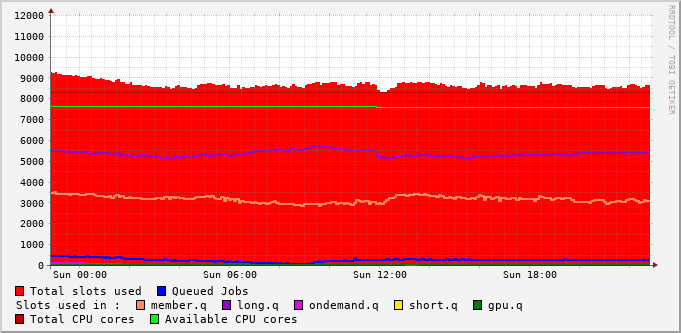 RRDTOOL / TOBI OETIKER
12000
11000
10000
9000
8000
7000
6000
5000
4000
3000
2000
1000
0
Sun 00:00 Sun 06:00 Sun 12:00 Sun 18:00
Total slots used Queued Jobs
Slots used in : member.q long.q ondemand.q short.q gpu.q
Total CPU cores Available CPU cores